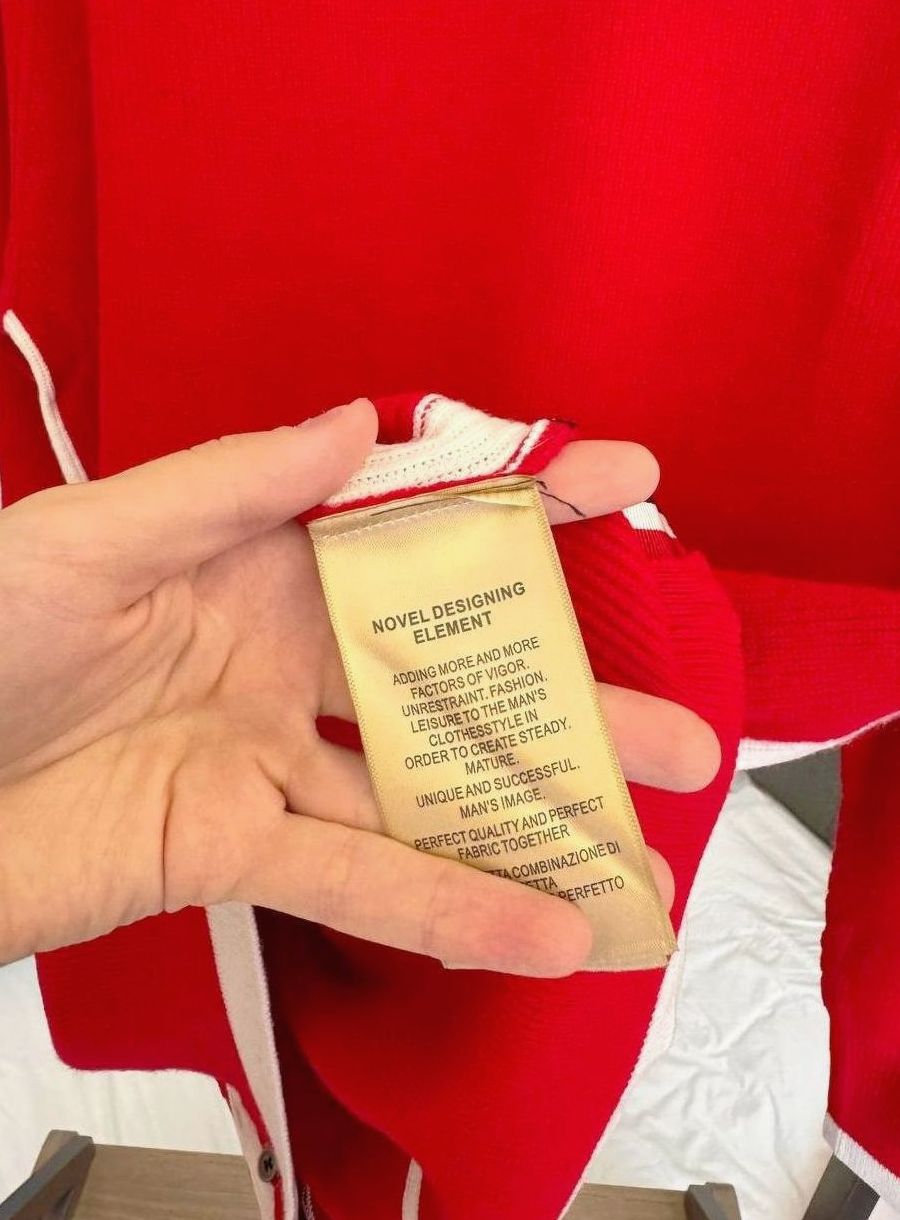 NOVEL DESIGNING
ELEMENT
ADDING MORE AND MORE
FACTORS OF VIGOR.
UNRESTRAINT. FASHION.
LEISURE TO THE MAN'S
CLOTHESSTYLE IN
ORDER TO CREATE STEADY.
MATURE.
UNIQUE AND SUCCESSFUL.
MAN'S IMAGE.
PERFECT QUALITY AND PERFECT
FABRIC TOGETHER
COMBINAZIONE DI
PERFETTO